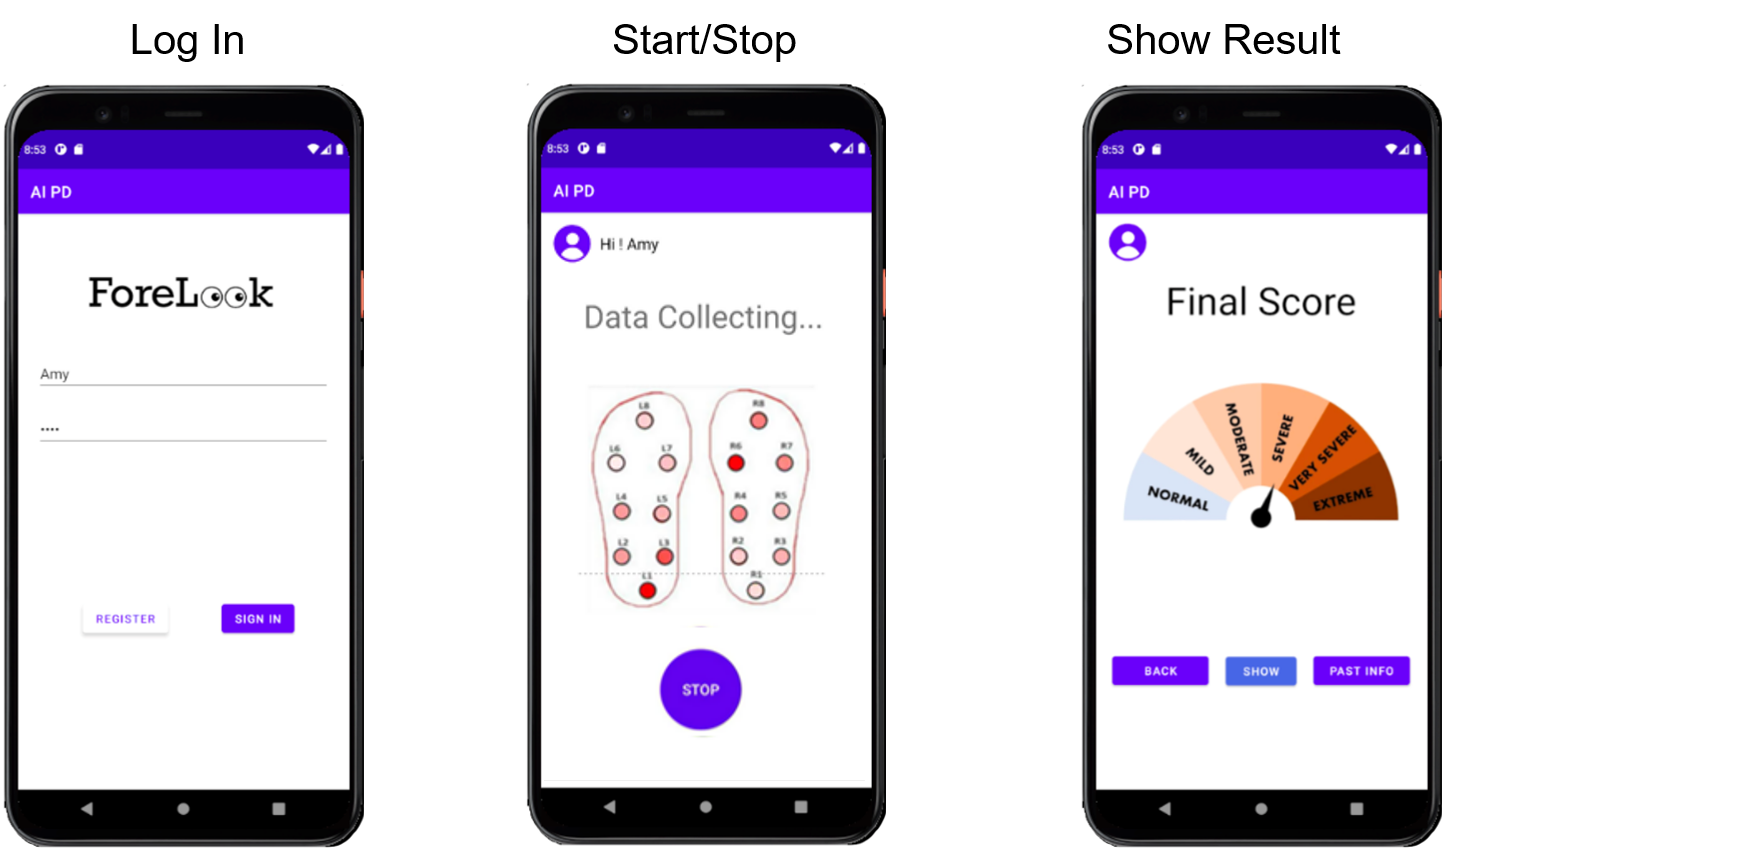 Log In
8:53
AI PD
ForeLook
Amy
••••
REGISTER
SIGN IN
Start/Stop
8:53
AI PD
Hi ! Amy
Data Collecting...
L8 R8
L6 L7 R6 R7
L4 L5 R4 R5
L2 L3 R2 R3
L1 R1
STOP
Show Result
8:53
AI PD
Final Score
NORMAL
MILD
MODERATE
SEVERE
VERY SEVERE
EXTREME
BACK
SHOW
PAST INFO